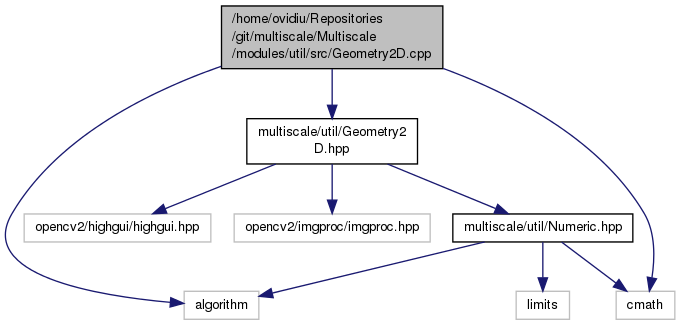 /home/ovidiu/Repositories
/git/multiscale/Multiscale
/modules/util/src/Geometry2D.cpp
multiscale/util/Geometry2
D.hpp
opencv2/highgui/highgui.hpp
opencv2/imgproc/imgproc.hpp
multiscale/util/Numeric.hpp
algorithm
limits
cmath